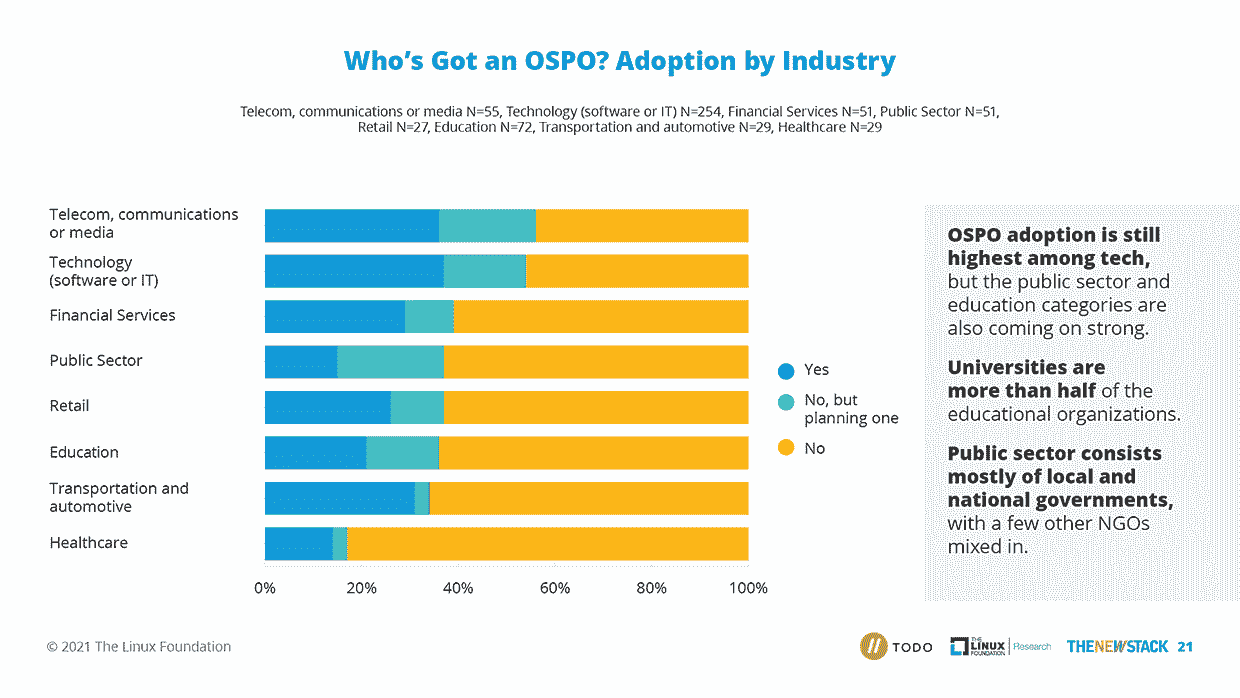 Who's Got an OSPO? Adoption by Industry
Telecom, communications or media N=55, Technology (software or IT) N=254, Financial Services N=51, Public Sector N=51,
Retail N=27, Education N=72, Transportation and automotive N=29, Healthcare N=29
Telecom, communications
or media
Technology
(software or IT)
Financial Services
Public Sector
Retail
Education
Transportation and
automotive
Healthcare
0% 20% 40% 60% 80% 100%
Yes
No, but
planning one
No
OSPO adoption is still
highest among tech,
but the public sector and
education categories are
also coming on strong.
Universities are
more than half of the
educational organizations.
Public sector consists
mostly of local and
national governments,
with a few other NGOs
mixed in.
© 2021 The Linux Foundation
TODO
THE
LINUX
FOUNDATION
Research
THENEWSTACK
21